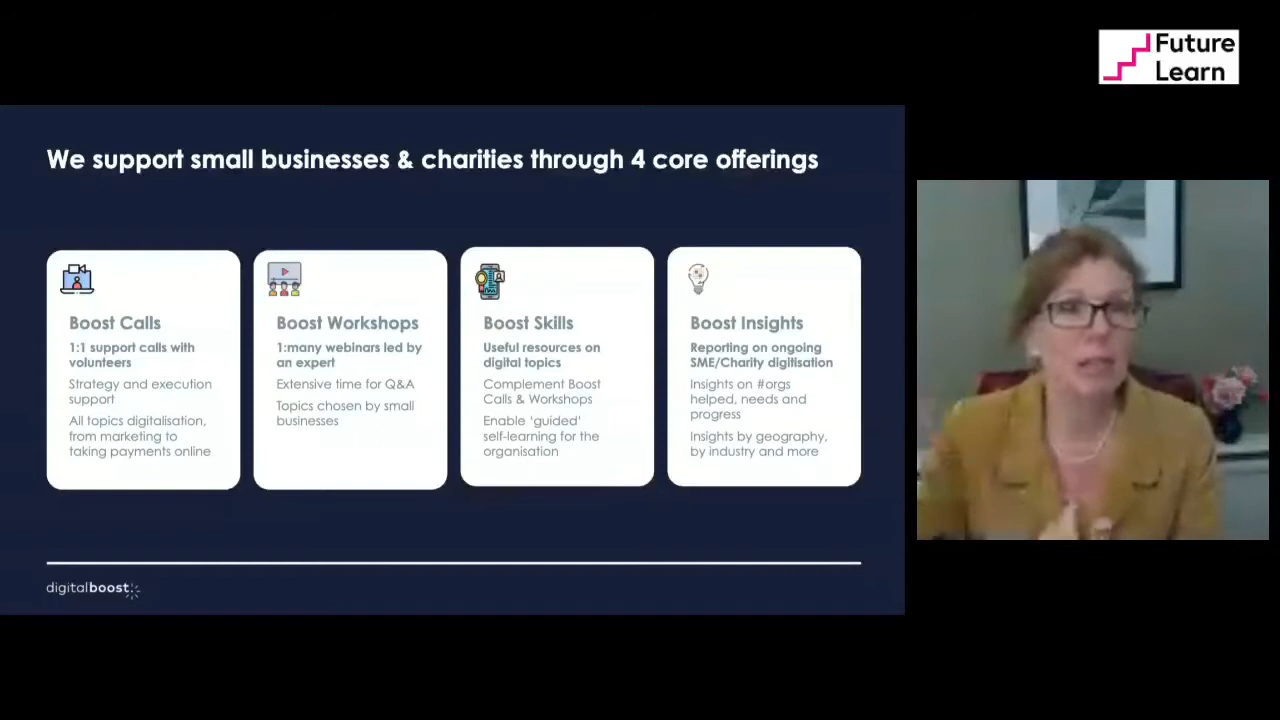 Future
Learn
We support small businesses & charities through 4 core offerings
Boost Calls
1:1 support calls with
volunteers
Strategy and execution
support
All topics digitalisation,
from marketing to
taking payments online
Boost Workshops
1:many webinars led by
an expert
Extensive time for Q&A
Topics chosen by small
businesses
Boost Skills
Useful resources on
digital topics
Complement Boost
Calls & Workshops
Enable ‘guided’
self-learning for the
organisation
Boost Insights
Reporting on ongoing
SME/Charity digitisation
Insights on #orgs
helped, needs and
progress
Insights by geography,
by industry and more
digitalboost